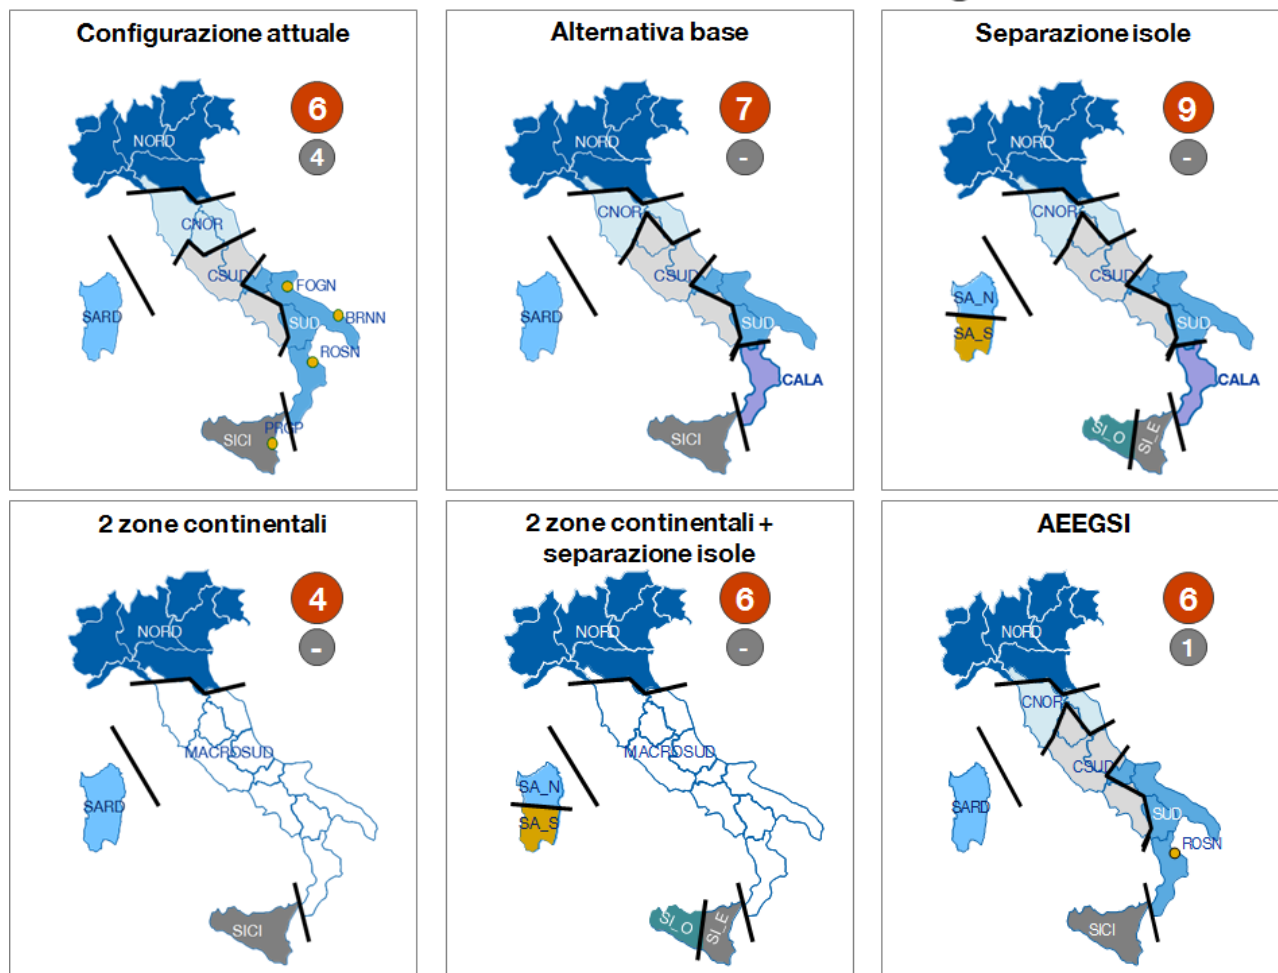 Configurazione attuale
6
4
NORD
CNOR
CSUD
FOGN
BRNN
SUD
SARD
ROSN
PRGP
SICI
Alternativa base
7
-
NORD
CNOR
CSUD
SUD
SARD
CALA
SICI
Separazione isole
9
-
NORD
CNOR
CSUD
SA_N
SUD
SA_S
CALA
SI_O
SI_E
2 zone continentali
4
-
NORD
MACROSUD
SARD
SICI
2 zone continentali +
separazione isole
6
-
NORD
MACROSUD
SA_N
SA_S
SI_O
SI_E
AEEGSI
6
1
NORD
CNOR
CSUD
SARD
SUD
ROSN
SICI